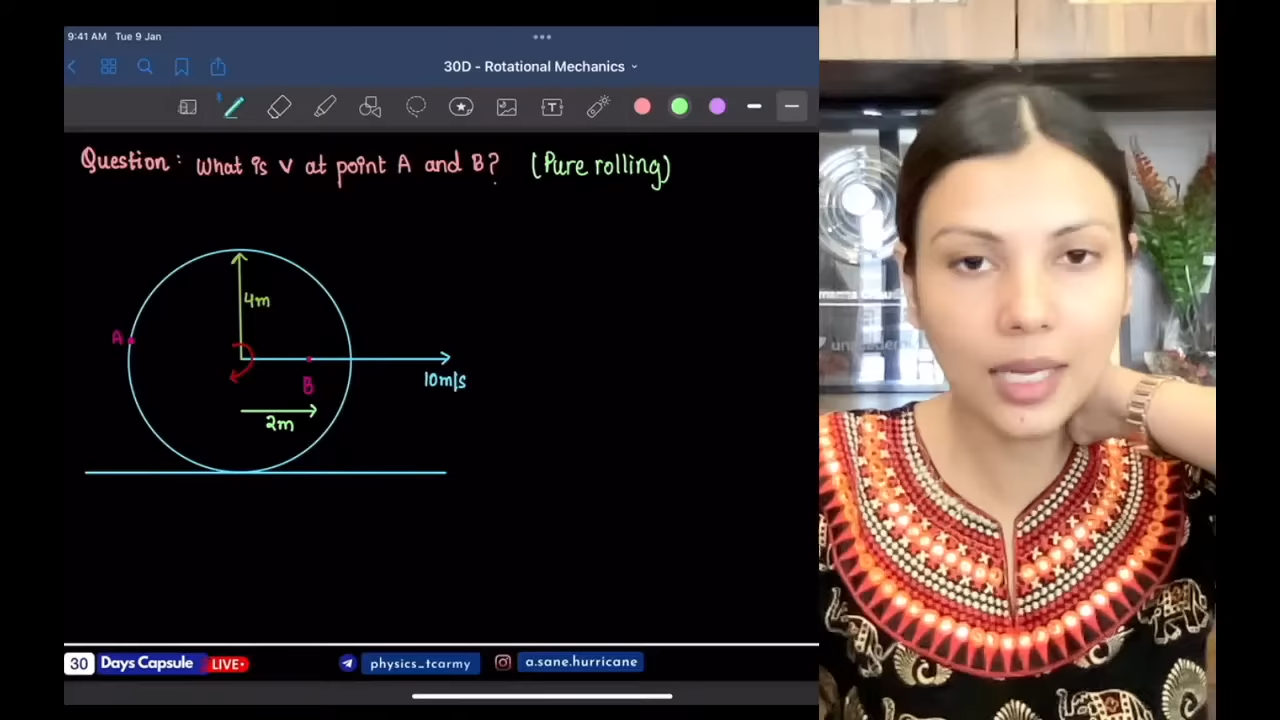 9:41 AM Tue 9 Jan
30D - Rotational Mechanics
Question: What is v at point A and B? (Pure rolling)
4m
A
B
10m/s
2m
30 Days Capsule LIVE
physics_tcarmy
a.sane.hurricane